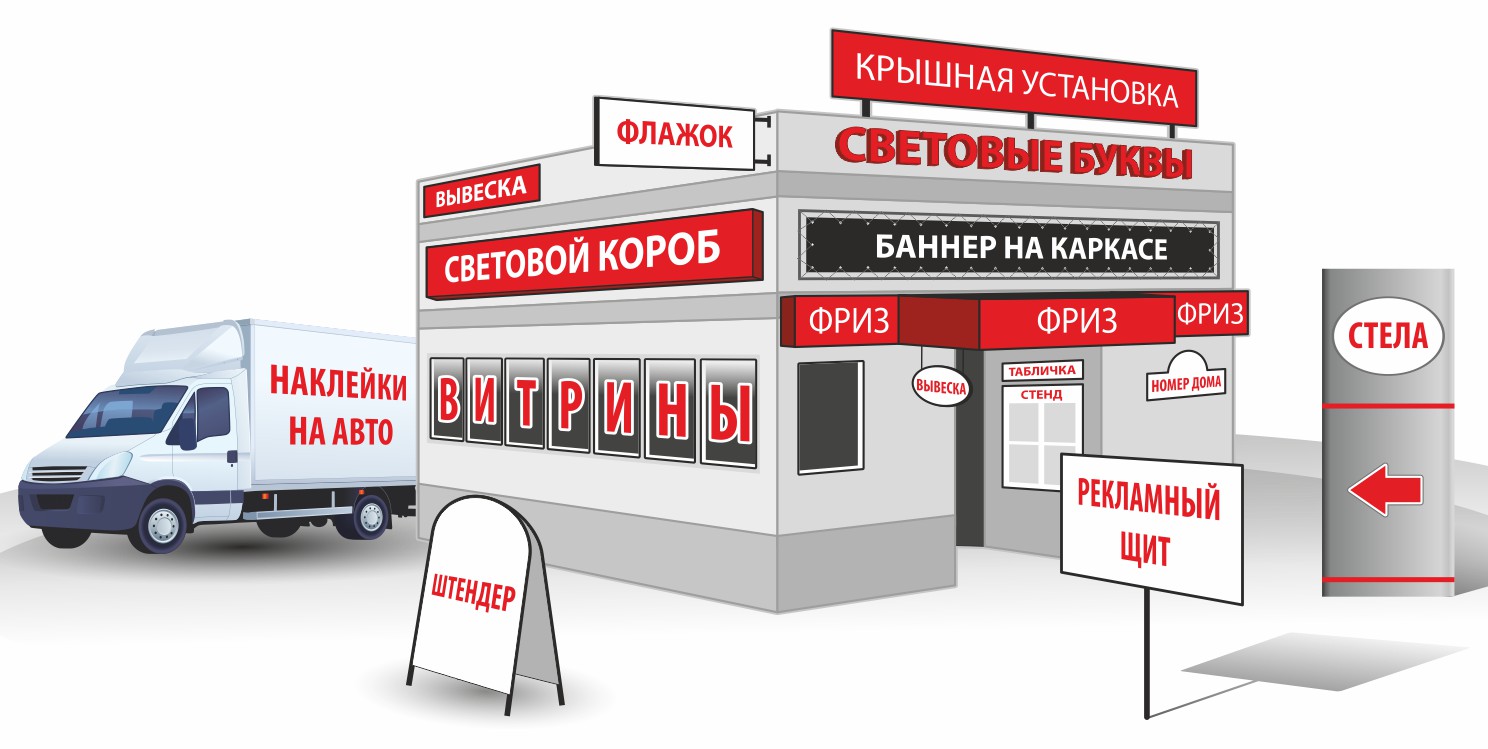 КРЫШНАЯ УСТАНОВКА
ФЛАЖОК
СВЕТОВЫЕ БУКВЫ
ВЫВЕСКА
СВЕТОВОЙ КОРОБ
БАННЕР НА КАРКАСЕ
ФРИЗ
ФРИЗ
ФРИЗ
СТЕЛА
НАКЛЕЙКИ
НА АВТО
ВИТРИНЫ
ВЫВЕСКА
ТАБЛИЧКА
СТЕНД
НОМЕР ДОМА
РЕКЛАМНЫЙ
ЩИТ
ШТЕНДЕР